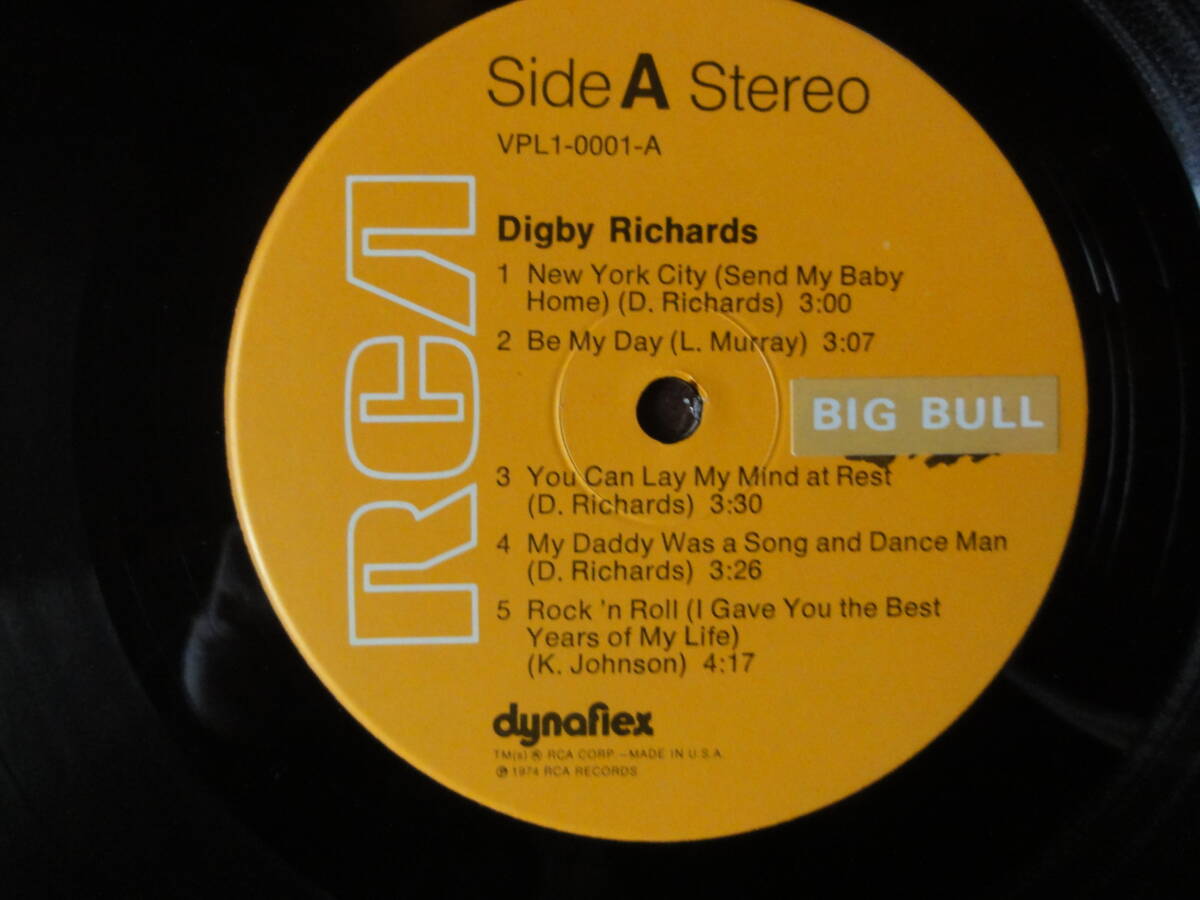 Side A Stereo
VPL1-0001-A
RCA
Digby Richards
1 New York City (Send My Baby
Home) (D. Richards) 3:00
2 Be My Day (L. Murray) 3:07
BIG BULL
3 You Can Lay My Mind at Rest
(D. Richards) 3:30
4 My Daddy Was a Song and Dance Man
(D. Richards) 3:26
5 Rock 'n Roll (I Gave You the Best
Years of My Life)
(K. Johnson) 4:17
dynaflex
TM(s) ® RCA CORP.–MADE IN U.S.A.
℗ 1974 RCA RECORDS